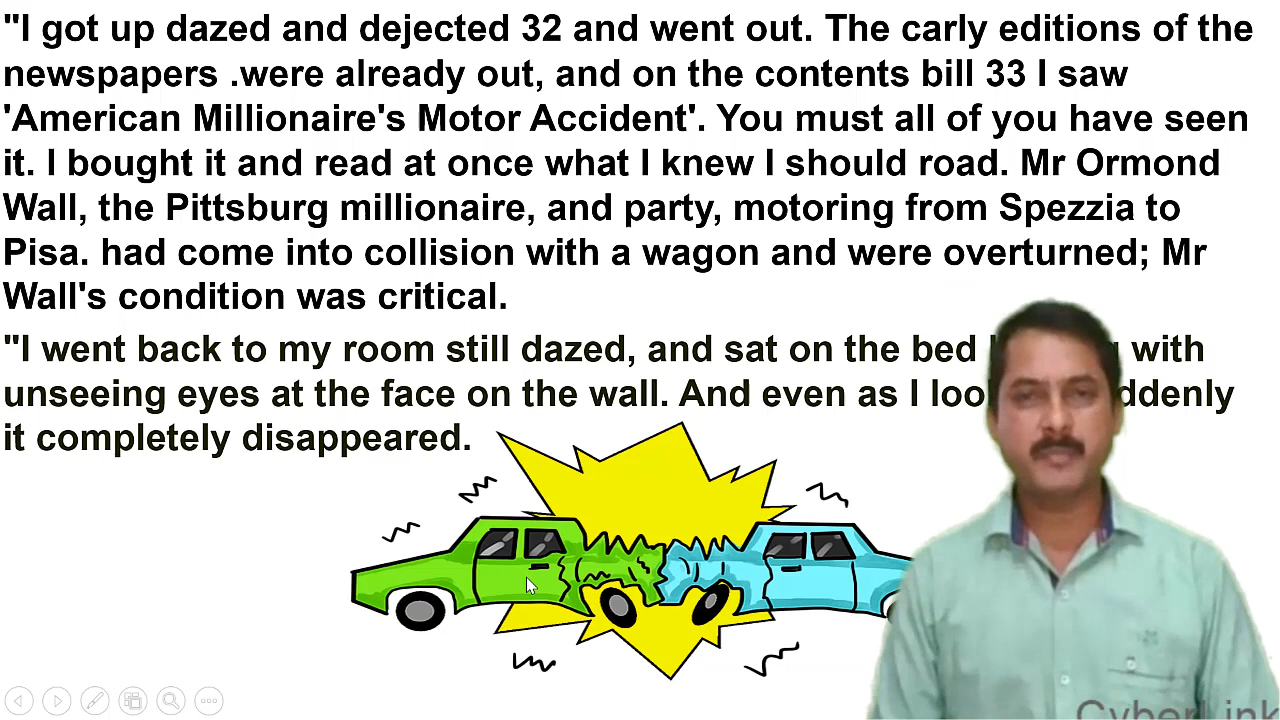 "I got up dazed and dejected 32 and went out. The carly editions of the
newspapers .were already out, and on the contents bill 33 I saw
'American Millionaire's Motor Accident'. You must all of you have seen
it. I bought it and read at once what I knew I should road. Mr Ormond
Wall, the Pittsburg millionaire, and party, motoring from Spezzia to
Pisa. had come into collision with a wagon and were overturned; Mr
Wall's condition was critical.
"I went back to my room still dazed, and sat on the bed with
unseeing eyes at the face on the wall. And even as I
it completely disappeared.
CyberLink